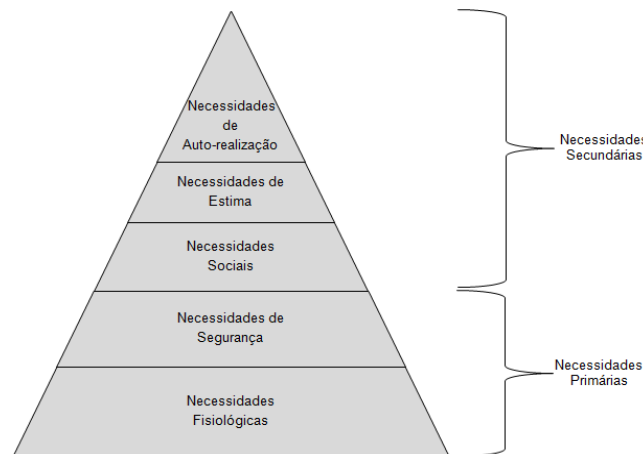 Necessidades
de
Auto-realização
Necessidades de
Estima
Necessidades
Sociais
Necessidades de
Segurança
Necessidades
Fisiológicas
Necessidades
Secundárias
Necessidades
Primárias